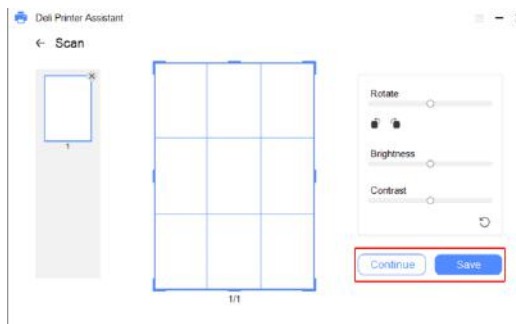 Deli Printer Assistant
← Scan
1
1/1
Rotate
Brightness
Contrast
Continue
Save